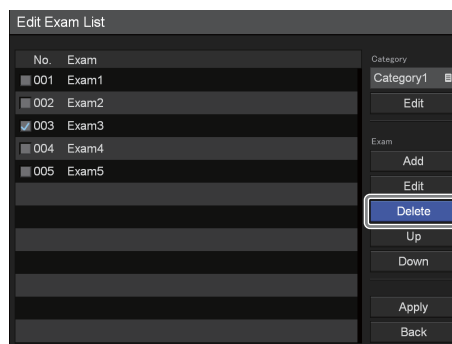 Edit Exam List
No. Exam
001 Exam1
002 Exam2
003 Exam3
004 Exam4
005 Exam5
Category
Category1
Edit
Exam
Add
Edit
Delete
Up
Down
Apply
Back